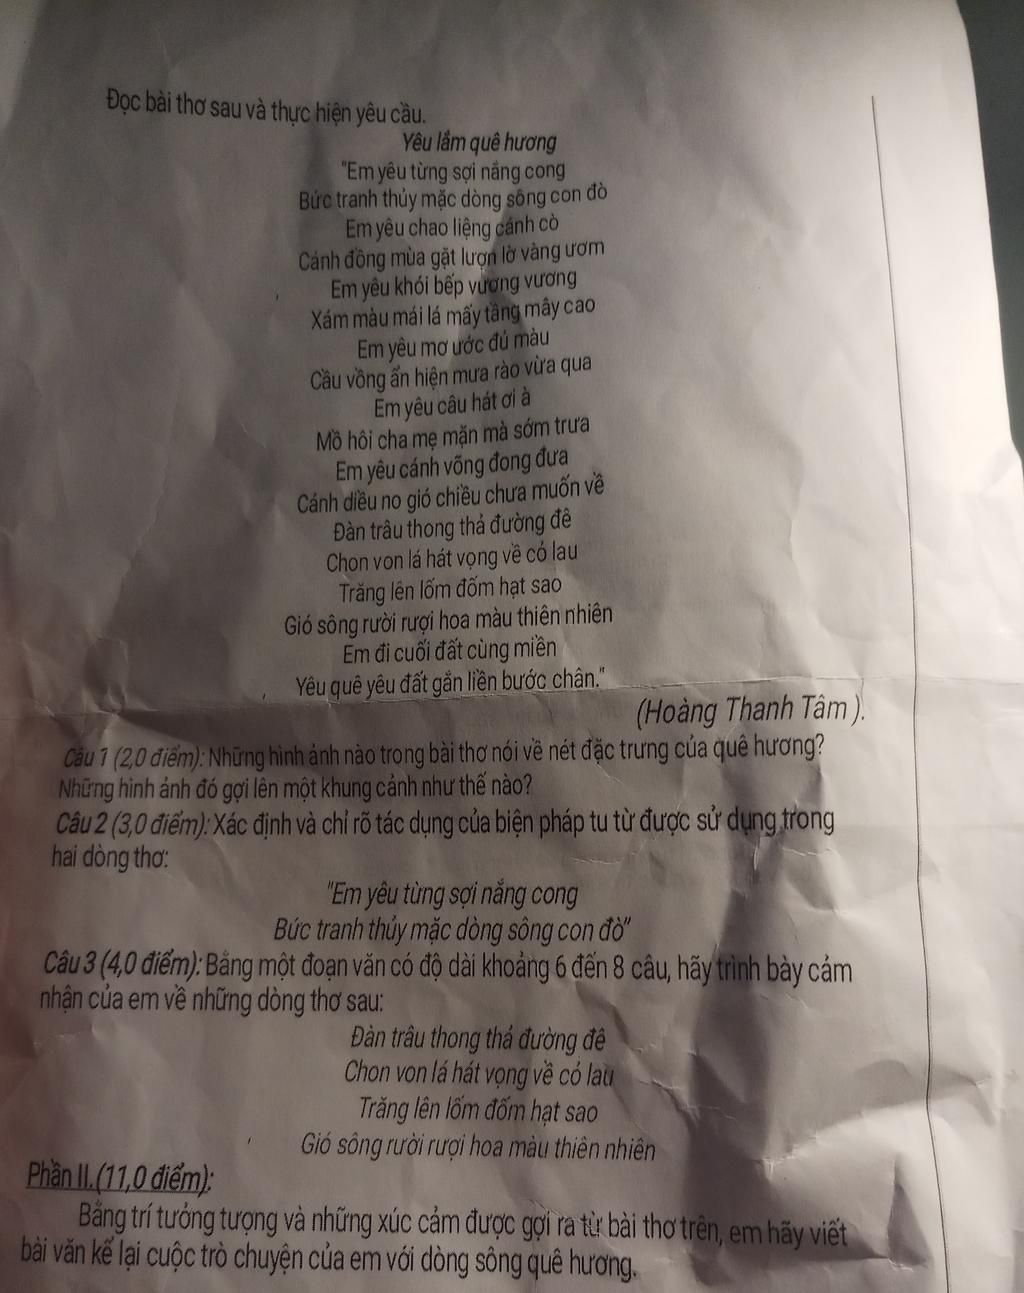 Đọc bài thơ sau và thực hiện yêu cầu.
Yêu lắm quê hương
"Em yêu từng sợi nắng cong
Bức tranh thủy mặc dòng sông con đò
Em yêu chao liệng cánh cò
Cánh đồng mùa gặt lượn lờ vàng ươm
Em yêu khói bếp vương vương
Xám màu mái lá mấy tầng mây cao
Em yêu mơ ước đủ màu
Cầu vồng ẩn hiện mưa rào vừa qua
Em yêu câu hát ơi à
Mồ hôi cha mẹ mặn mà sớm trưa
Em yêu cánh võng đong đưa
Cánh diều no gió chiều chưa muốn về
Đàn trâu thong thả đường đê
Chon von lá hát vọng về cỏ lau
Trăng lên lốm đốm hạt sao
Gió sông rười rượi hoa màu thiên nhiên
Em đi cuối đất cùng miền
Yêu quê yêu đất gắn liền bước chân."
(Hoàng Thanh Tâm ).
Câu 1 (2,0 điểm): Những hình ảnh nào trong bài thơ nói về nét đặc trưng của quê hương?
Những hình ảnh đó gợi lên một khung cảnh như thế nào?
Câu 2 (3,0 điểm): Xác định và chỉ rõ tác dụng của biện pháp tu từ được sử dụng trong
hai dòng thơ:
"Em yêu từng sợi nắng cong
Bức tranh thủy mặc dòng sông con đò"
Câu 3 (4,0 điểm): Bằng một đoạn văn có độ dài khoảng 6 đến 8 câu, hãy trình bày cảm
nhận của em về những dòng thơ sau:
Đàn trâu thong thả đường đê
Chon von lá hát vọng về cỏ lau
Trăng lên lốm đốm hạt sao
Gió sông rười rượi hoa màu thiên nhiên
Phần II.(11,0 điểm):
Bằng trí tưởng tượng và những xúc cảm được gợi ra từ bài thơ trên, em hãy viết
bài văn kể lại cuộc trò chuyện của em với dòng sông quê hương.